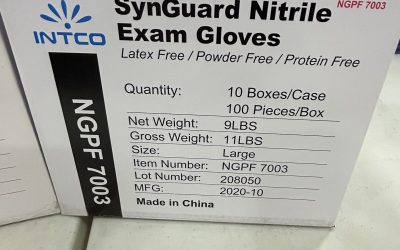 SynGuard Nitrile
NGPF 7003
Exam Gloves
INTCO
Latex Free / Powder Free / Protein Free
Quantity: 10 Boxes/Case
100 Pieces/Box
Net Weight: 9LBS
Gross Weight: 11LBS
Size: Large
Item Number: NGPF 7003
Lot Number: 208050
MFG: 2020-10
Made in China
NGPF 7003